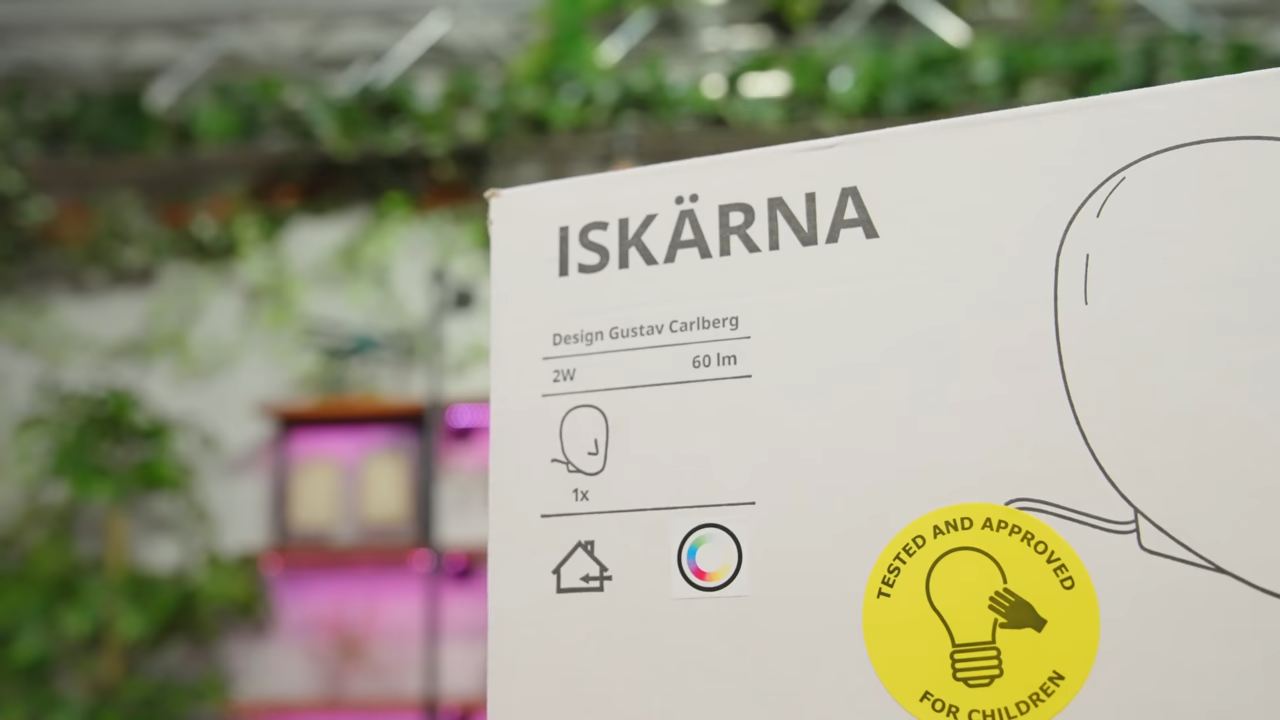 ISKÄRNA
Design Gustav Carlberg
2W 60 lm
1x
TESTED AND APPROVED
FOR CHILDREN